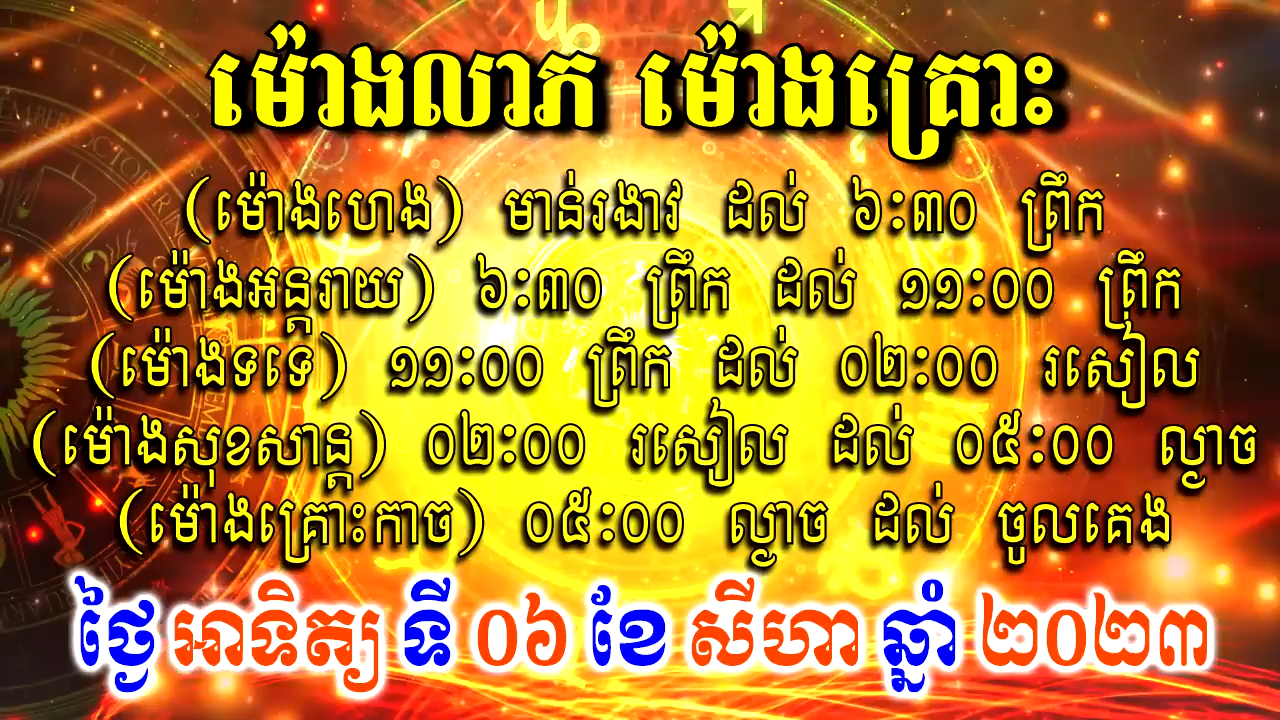 ម៉ោងលាភ ម៉ោងគ្រោះ
(ម៉ោងហេង) មាន់រងាវ ដល់ ៦:៣០ ព្រឹក
(ម៉ោងអន្តរាយ) ៦:៣០ ព្រឹក ដល់ ១១:០០ ព្រឹក
(ម៉ោងទទេ) ១១:០០ ព្រឹក ដល់ ០២:០០ រសៀល
(ម៉ោងសុខសាន្ត) ០២:០០ រសៀល ដល់ ០៥:០០ ល្ងាច
(ម៉ោងគ្រោះកាច) ០៥:០០ ល្ងាច ដល់ ចូលគេង
ថ្ងៃ អាទិត្យ ទី ០៦ ខែ សីហា ឆ្នាំ ២០២៣